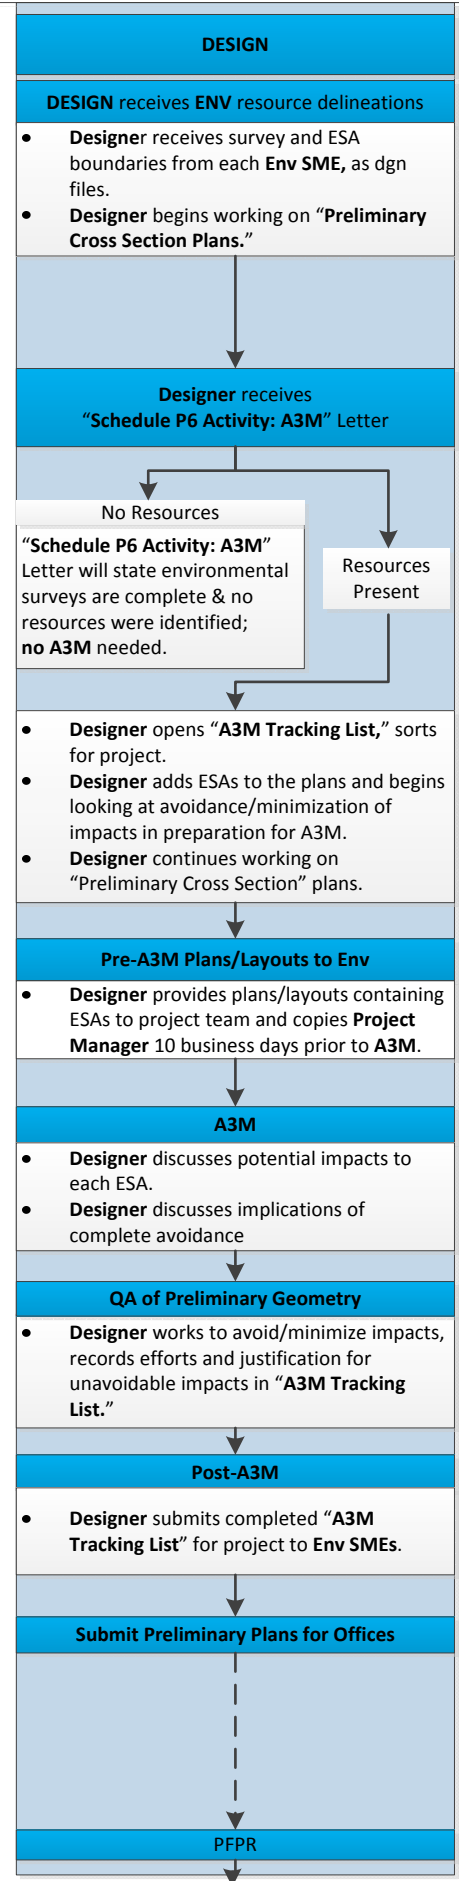 DESIGN
DESIGN receives ENV resource delineations
• Designer receives survey and ESA
boundaries from each Env SME, as dgn
files.
• Designer begins working on “Preliminary
Cross Section Plans.”
Designer receives
“Schedule P6 Activity: A3M” Letter
No Resources
“Schedule P6 Activity: A3M”
Letter will state environmental
surveys are complete & no
resources were identified;
no A3M needed.
Resources
Present
• Designer opens “A3M Tracking List,” sorts
for project.
• Designer adds ESAs to the plans and begins
looking at avoidance/minimization of
impacts in preparation for A3M.
• Designer continues working on
“Preliminary Cross Section” plans.
Pre-A3M Plans/Layouts to Env
• Designer provides plans/layouts containing
ESAs to project team and copies Project
Manager 10 business days prior to A3M.
A3M
• Designer discusses potential impacts to
each ESA.
• Designer discusses implications of
complete avoidance
QA of Preliminary Geometry
• Designer works to avoid/minimize impacts,
records efforts and justification for
unavoidable impacts in “A3M Tracking
List.”
Post-A3M
• Designer submits completed “A3M
Tracking List” for project to Env SMEs.
Submit Preliminary Plans for Offices
PFPR